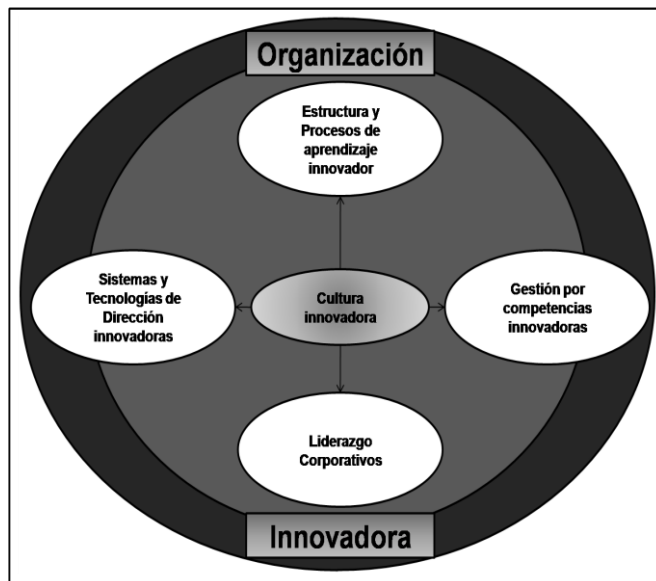 Organización
Estructura y
Procesos de
aprendizaje
innovador
Sistemas y
Tecnologías de
Dirección
innovadoras
Cultura
innovadora
Gestión por
competencias
innovadoras
Liderazgo
Corporativos
Innovadora